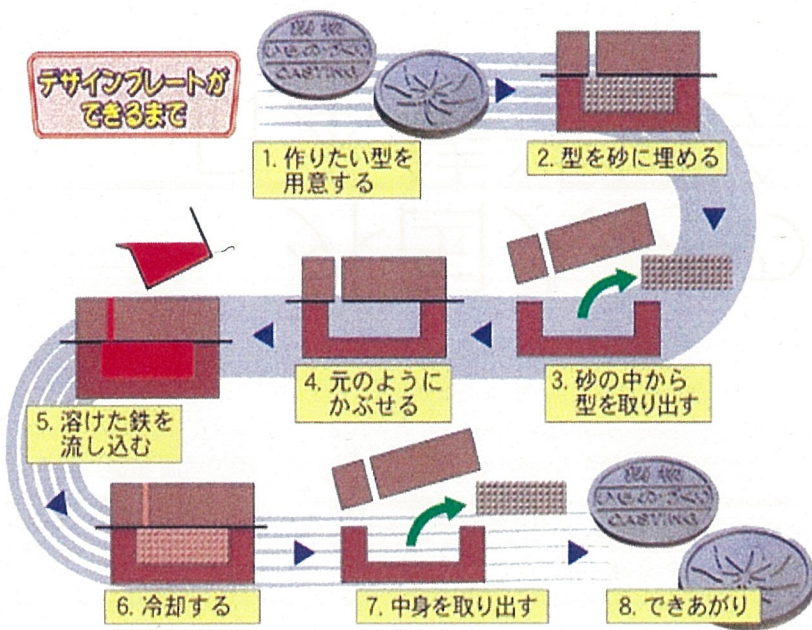 デザインプレートが
できるまで
1. 作りたい型を
用意する
2. 型を砂に埋める
3. 砂の中から
型を取り出す
4. 元のように
かぶせる
5. 溶けた鉄を
流し込む
6. 冷却する
7. 中身を取り出す
8. できあがり